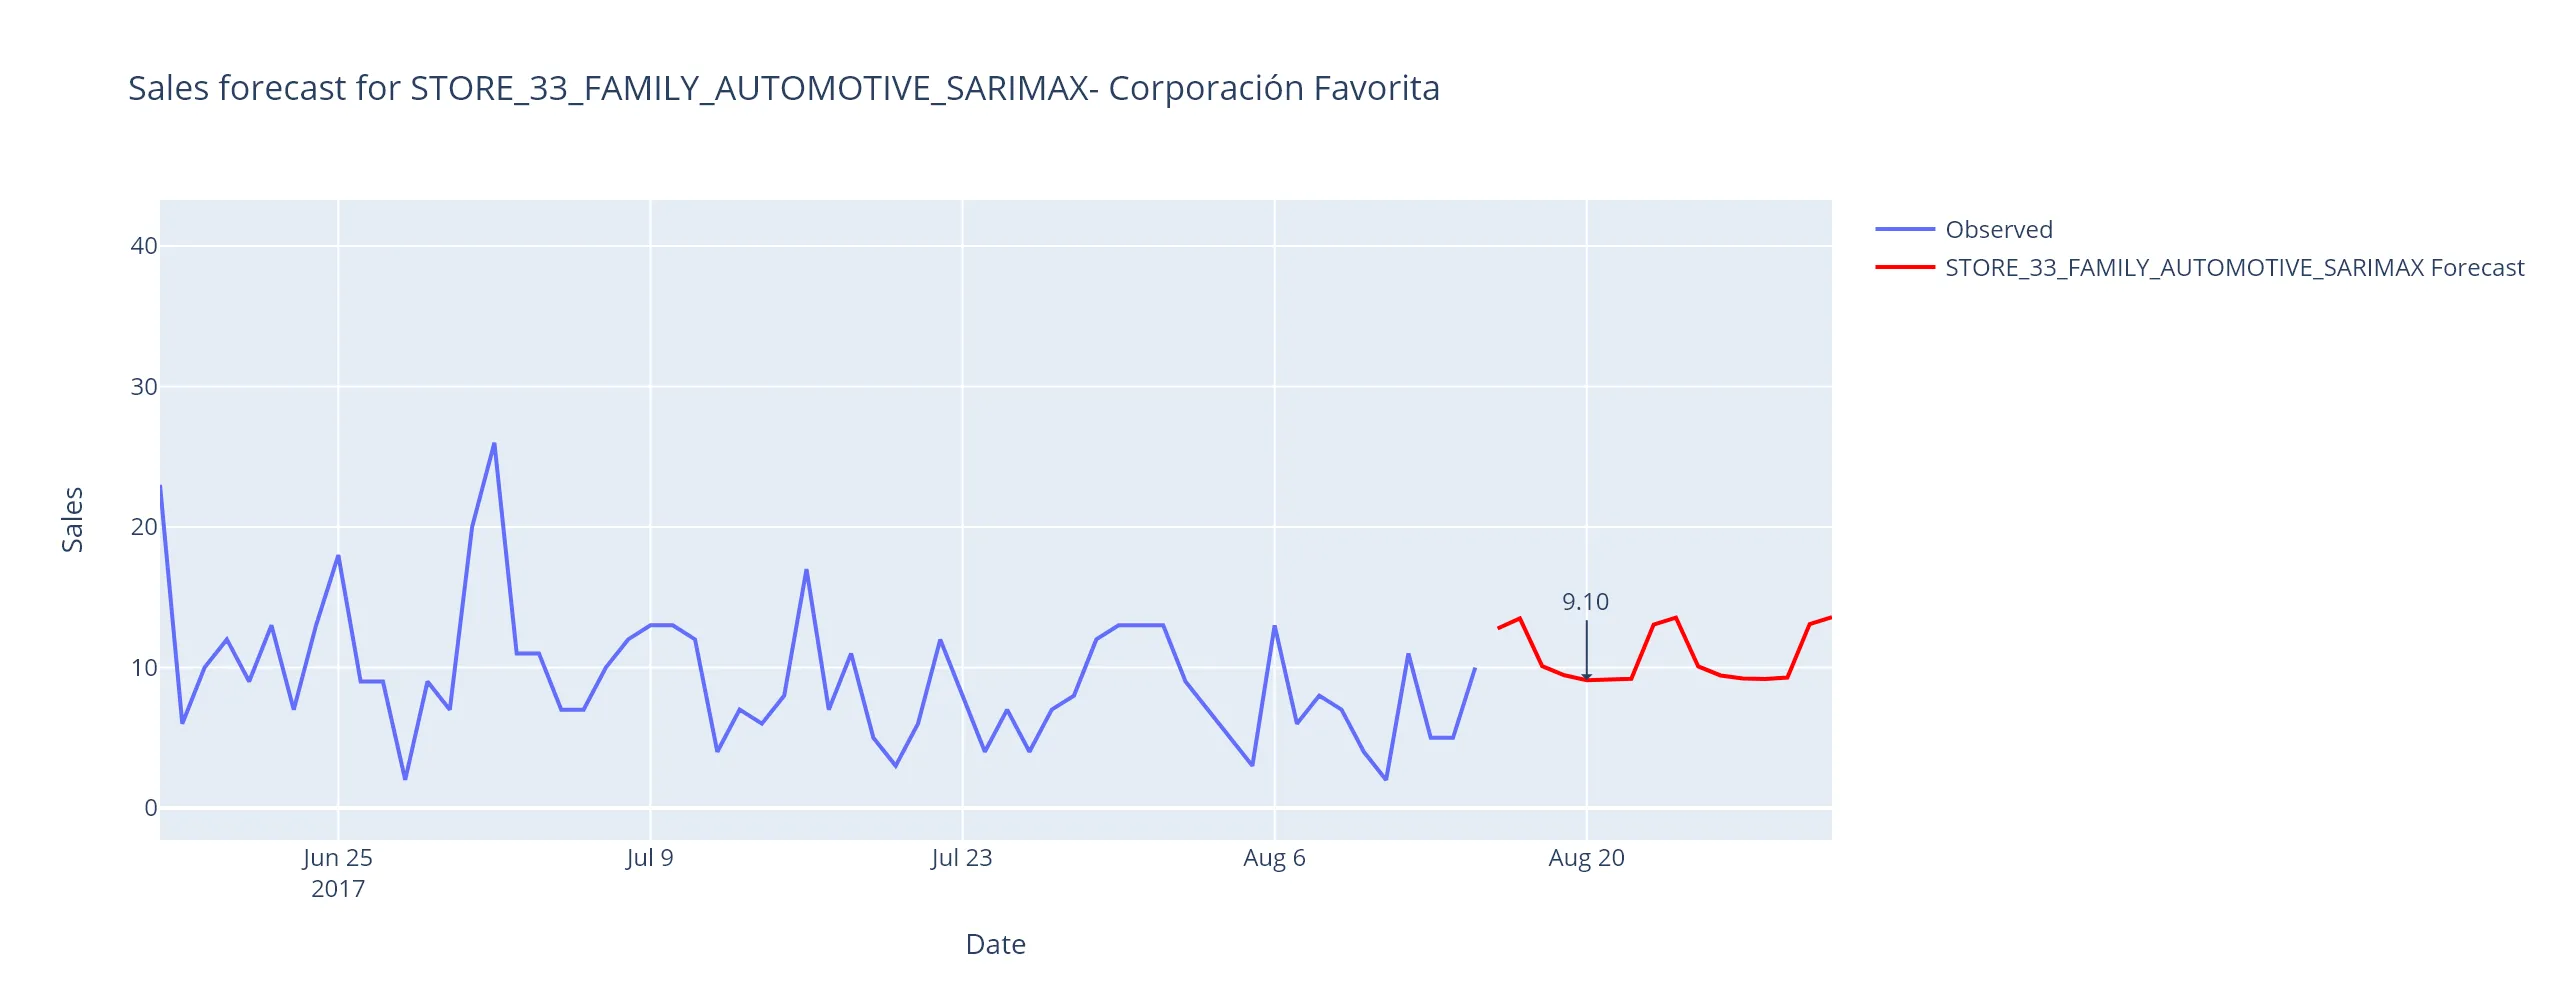 Sales forecast for STORE_33_FAMILY_AUTOMOTIVE_SARIMAX- Corporación Favorita
Observed
STORE_33_FAMILY_AUTOMOTIVE_SARIMAX Forecast
40
30
20
10
0
Sales
9.10
Jun 25
2017
Jul 9
Jul 23
Aug 6
Aug 20
Date